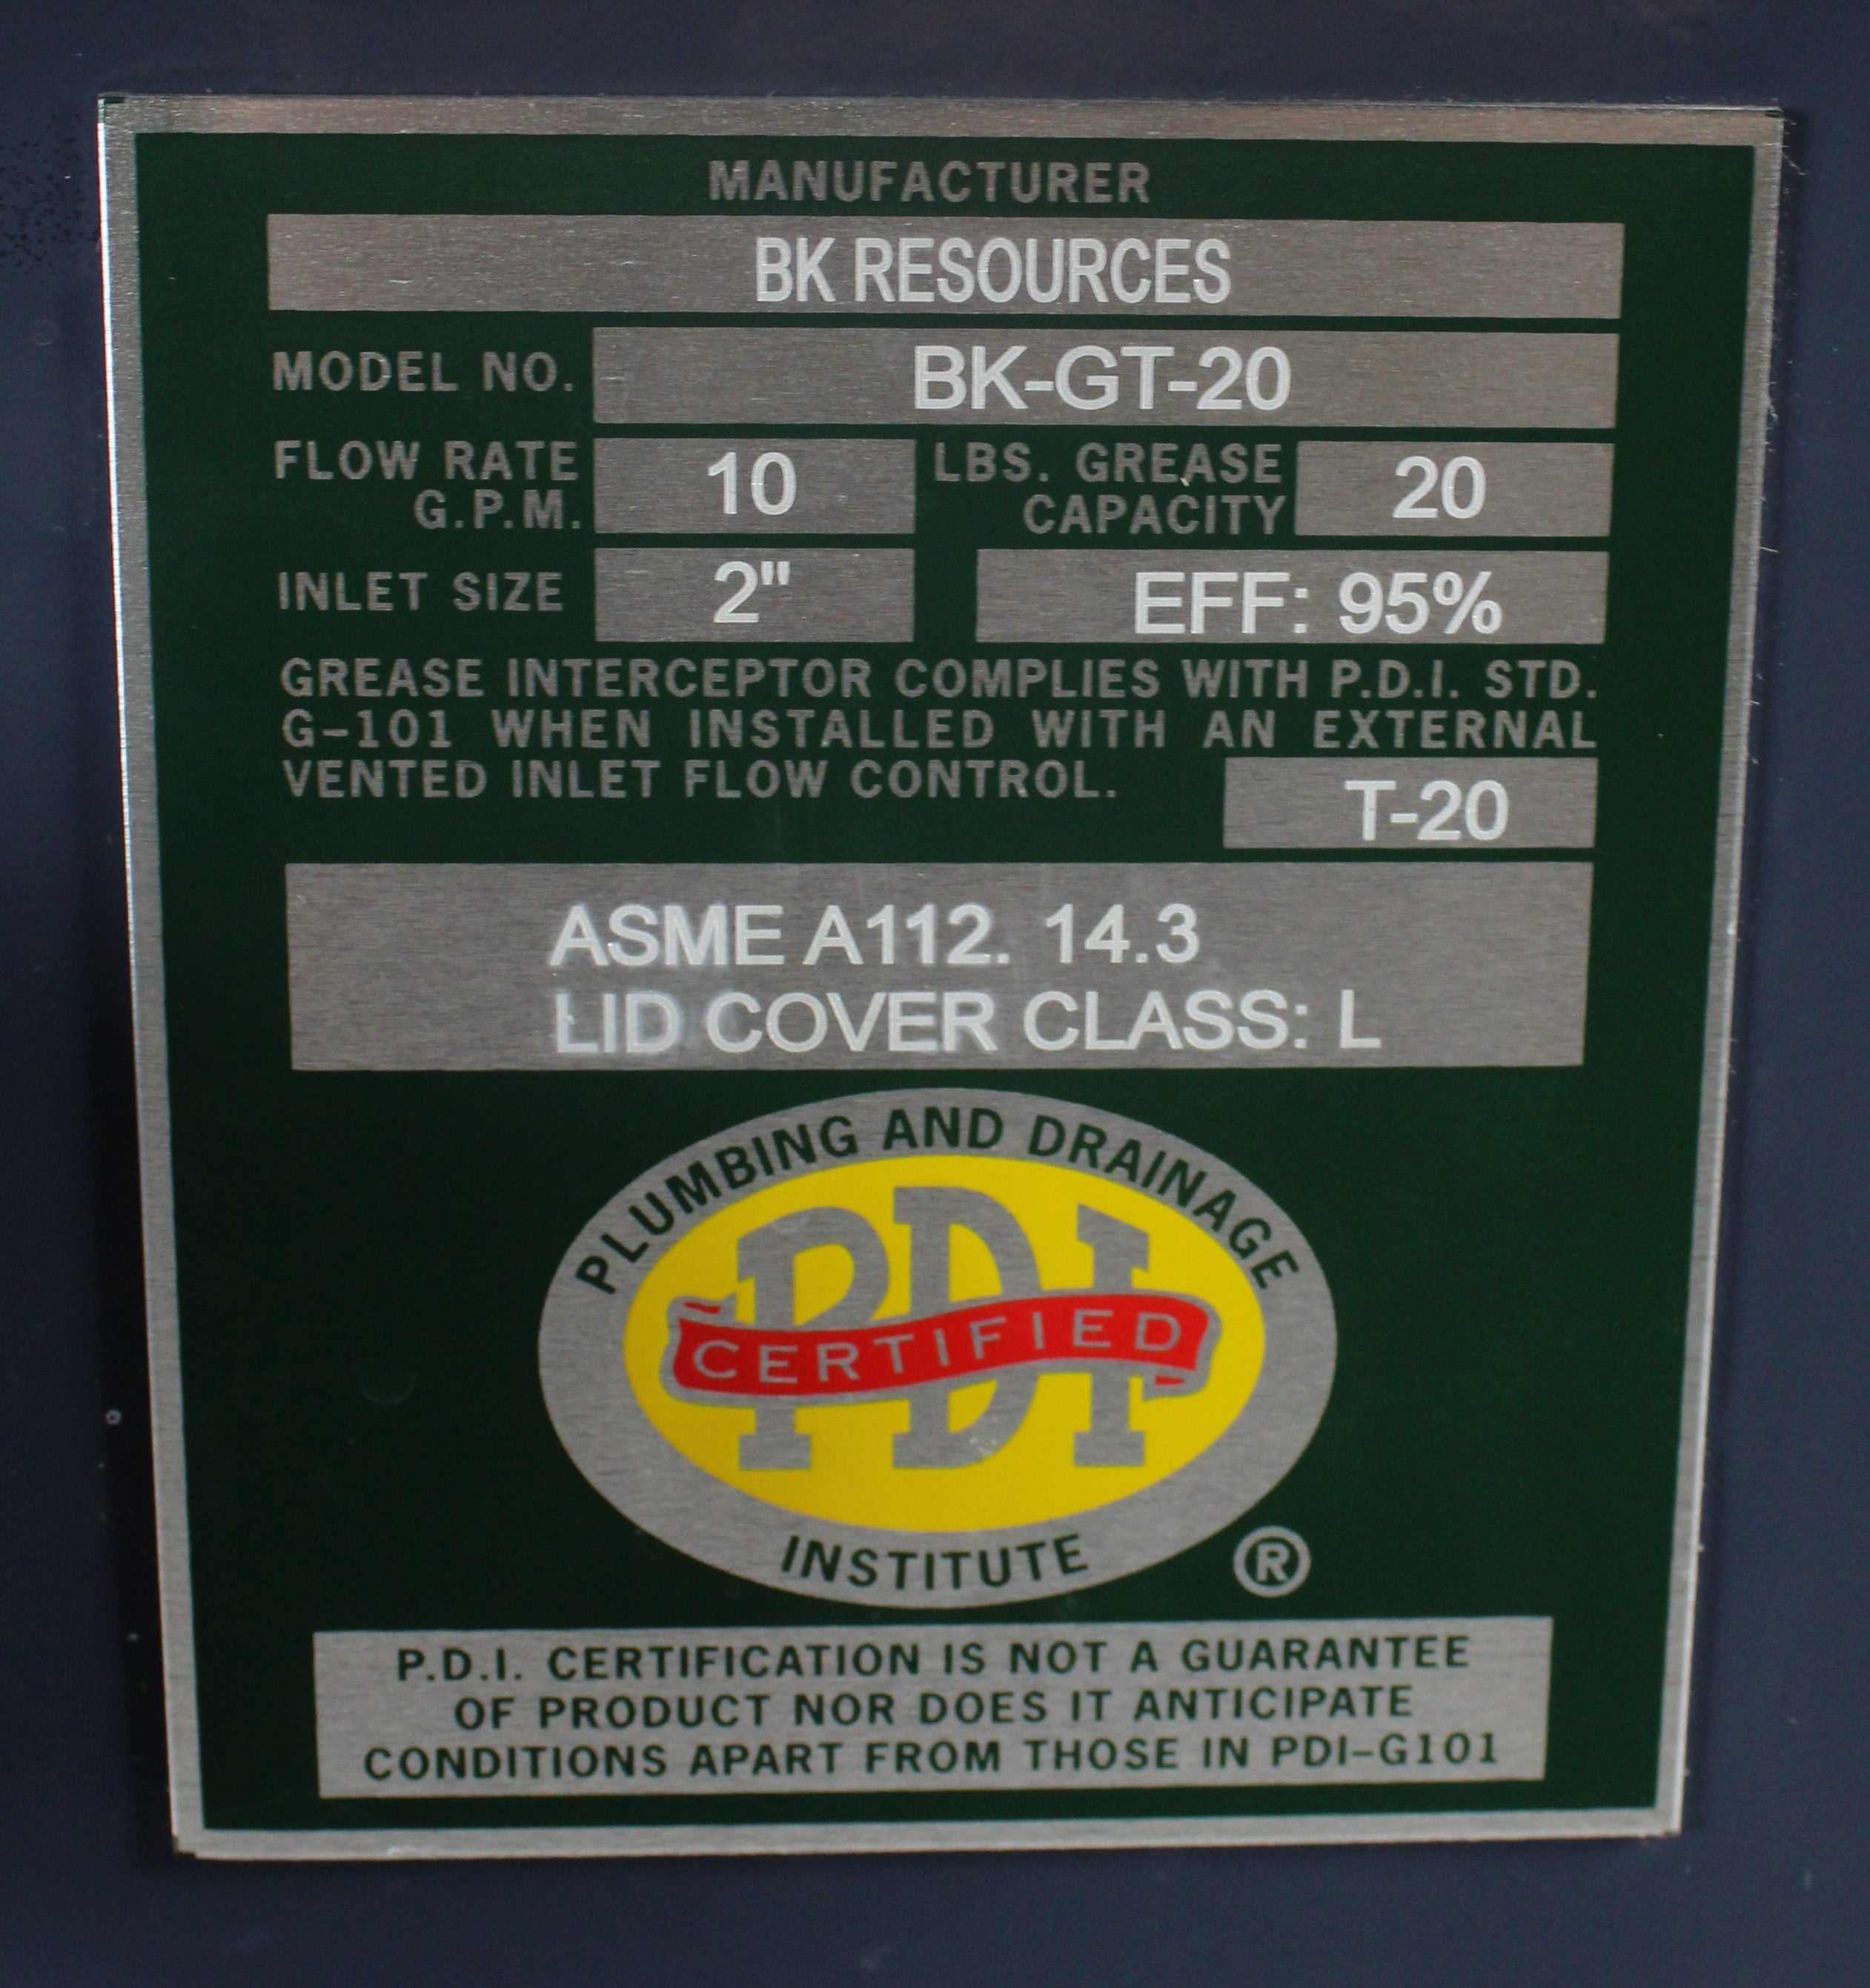 MANUFACTURER
BK RESOURCES
MODEL NO. BK-GT-20
FLOW RATE G.P.M. 10 LBS. GREASE CAPACITY 20
INLET SIZE 2" EFF: 95%
GREASE INTERCEPTOR COMPLIES WITH P.D.I. STD.
G-101 WHEN INSTALLED WITH AN EXTERNAL
VENTED INLET FLOW CONTROL.
T-20
ASME A112. 14.3
LID COVER CLASS: L
PLUMBING AND DRAINAGE
PDI
CERTIFIED
INSTITUTE
®
P.D.I. CERTIFICATION IS NOT A GUARANTEE
OF PRODUCT NOR DOES IT ANTICIPATE
CONDITIONS APART FROM THOSE IN PDI-G101